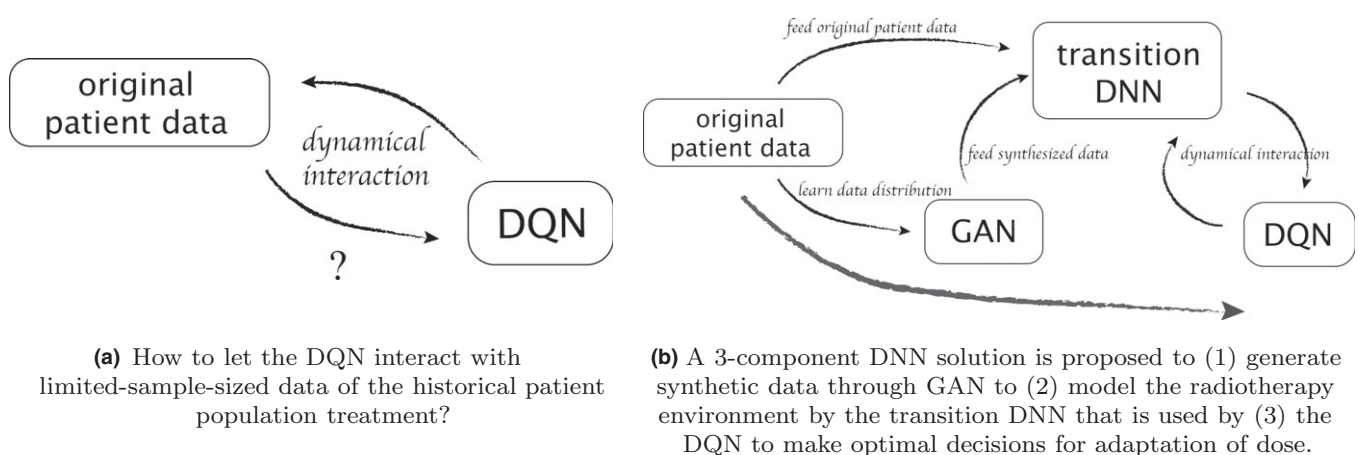 original
patient data
dynamical
interaction
DQN
?
(a) How to let the DQN interact with
limited-sample-sized data of the historical patient
population treatment?
feed original patient data
transition
DNN
original
patient data
feed synthesized data
dynamical interaction
learn data distribution
GAN
DQN
(b) A 3-component DNN solution is proposed to (1) generate
synthetic data through GAN to (2) model the radiotherapy
environment by the transition DNN that is used by (3) the
DQN to make optimal decisions for adaptation of dose.